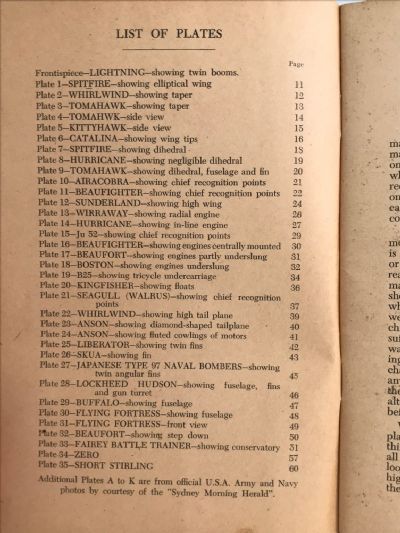 LIST OF PLATES
Page
Frontispiece—LIGHTNING—showing twin booms.
Plate 1—SPITFIRE—showing elliptical wing 11
Plate 2—WHIRLWIND—showing taper 12
Plate 3—TOMAHAWK—showing taper 13
Plate 4—TOMAHWK—side view 14
Plate 5—KITTYHAWK—side view 15
Plate 6—CATALINA—showing wing tips 16
Plate 7—SPITFIRE—showing dihedral 18
Plate 8—HURRICANE—showing negligible dihedral 19
Plate 9—TOMAHAWK—showing dihedral, fuselage and fin 20
Plate 10—AIRACOBRA—showing chief recognition points 21
Plate 11—BEAUFIGHTER—showing chief recognition points 22
Plate 12—SUNDERLAND—showing high wing 24
Plate 13—WIRRAWAY—showing radial engine 26
Plate 14—HURRICANE—showing in-line engine 27
Plate 15—Ju 52—showing chief recognition points 29
Plate 16—BEAUFIGHTER—showing engines centrally mounted 30
Plate 17—BEAUFORT—showing engines partly underslung 31
Plate 18—BOSTON—showing engines underslung 32
Plate 19—B25—showing tricycle undercarriage 34
Plate 20—KINGFISHER—showing floats 36
Plate 21—SEAGULL (WALRUS)—showing chief recognition
points 37
Plate 22—WHIRLWIND—showing high tail plane 39
Plate 23—ANSON—showing diamond-shaped tailplane 40
Plate 24—ANSON—showing fluted cowlings of motors 41
Plate 25—LIBERATOR—showing twin fins 42
Plate 26—SKUA—showing fin 43
Plate 27—JAPANESE TYPE 97 NAVAL BOMBERS—showing
twin angular fins 45
Plate 28—LOCKHEED HUDSON—showing fuselage, fins
and gun turret 46
Plate 29—BUFFALO—showing fuselage 47
Plate 30—FLYING FORTRESS—showing fuselage 48
Plate 31—FLYING FORTRESS—front view 49
Plate 32—BEAUFORT—showing step down 50
Plate 33—FAIREY BATTLE TRAINER—showing conservatory 51
Plate 34—ZERO 57
Plate 35—SHORT STIRLING 60
Additional Plates A to K are from official U.S.A. Army and Navy
photos by courtesy of the "Sydney Morning Herald".